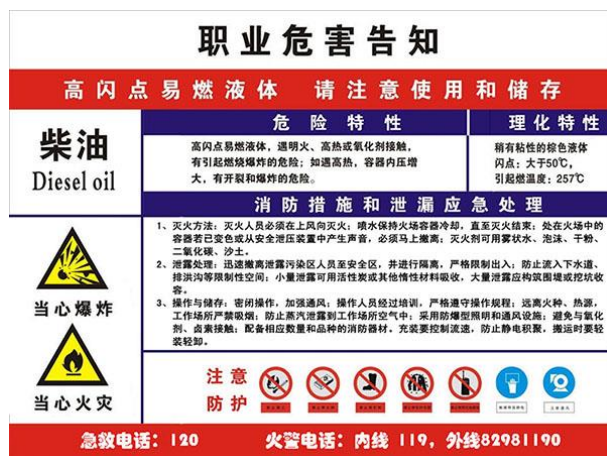 职业危害告知
高闪点易燃液体 请注意使用和储存
柴油
Diesel oil
危险特性
高闪点易燃液体，遇明火、高热或氧化剂接触，
有引起燃烧爆炸的危险；如遇高热，容器内压增
大，有开裂和爆炸的危险。
理化特性
稍有粘性的棕色液体
闪点：大于50℃，
引起燃温度：257℃
消防措施和泄漏应急处理
1、灭火方法：灭火人员必须在上风向灭火；喷水保持火场容器冷却，直至灭火结束；处在火场中的
容器若已变色或从安全泄压装置中产生声音，必须马上撤离；灭火剂可用雾状水、泡沫、干粉、
二氧化碳、沙土。
2、泄露处理：迅速撤离泄露污染区人员至安全区，并进行隔离，严格限制出入；防止流入下水道、
排洪沟等限制性空间；小量泄露可用活性炭或其他惰性材料吸收，大量泄露应构筑围堤或挖坑收
容。
3、操作与储存：密闭操作，加强通风；操作人员经过培训，严格遵守操作规程；远离火种、热源，
工作场所严禁吸烟；防止蒸汽泄露到工作场所空气中；采用防爆型照明和通风设施；避免与氧化
剂、卤素接触；配备相应数量和品种的消防器材。充装要控制流速，防止静电积聚，搬运时要轻
装轻卸。
当心爆炸
当心火灾
注意
防护
急救电话：120 火警电话：内线 119，外线82981190